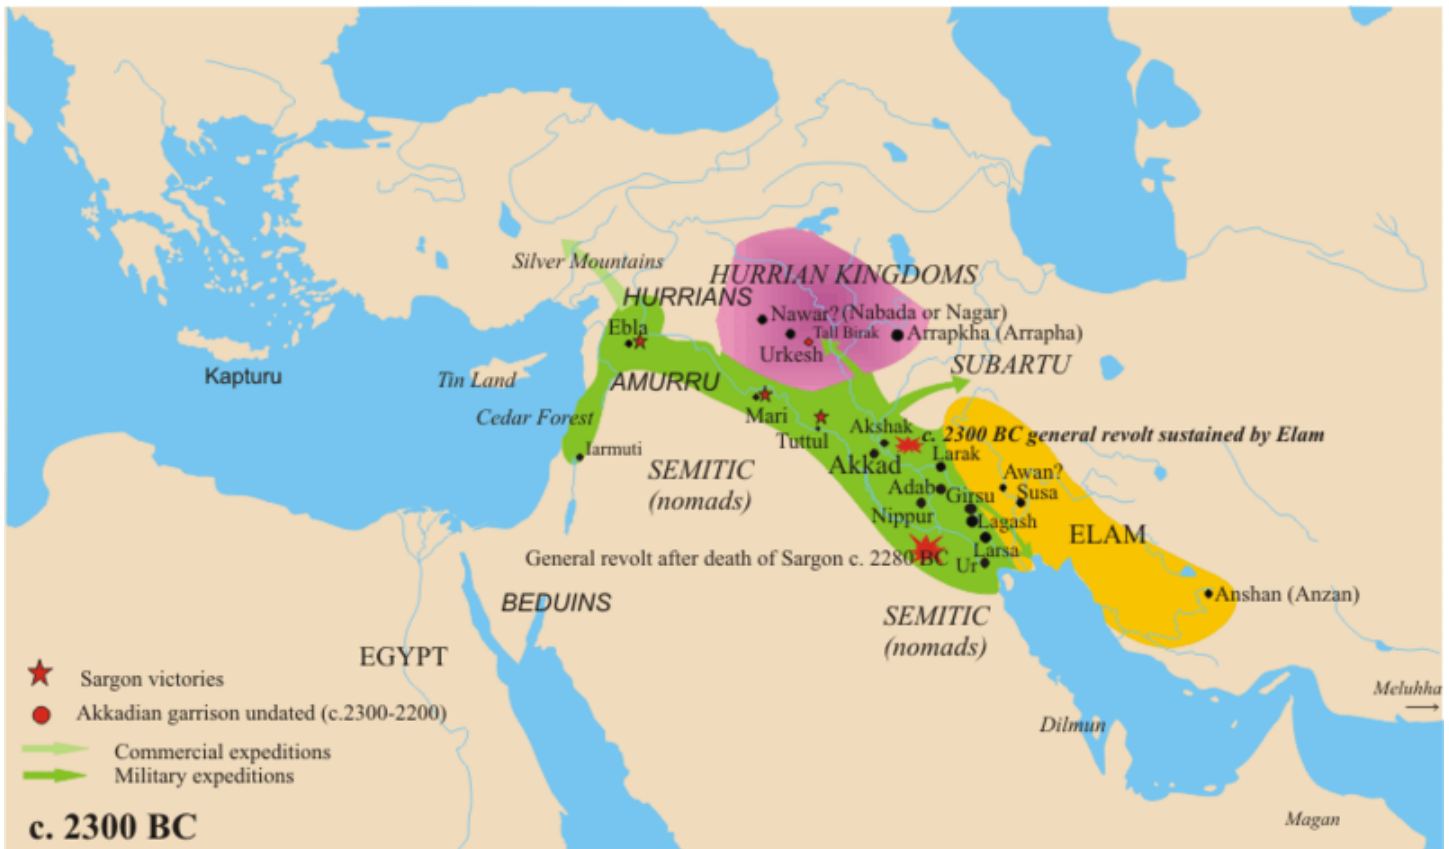 Silver Mountains
HURRIAN KINGDOMS
HURRIANS
Nawar? (Nabada or Nagar)
Ebla
Tall Birak
Arrapkha (Arrapha)
Urkesh
SUBARTU
Kapturu
Tin Land
AMURRU
Cedar Forest
Mari
Tuttul
Akshak
c. 2300 BC general revolt sustained by Elam
Iarmuti
Larak
Akkad
SEMITIC
(nomads)
Awan?
Adab
Girsu
Susa
Nippur
Lagash
ELAM
General revolt after death of Sargon c. 2280 BC
Larsa
Ur
Anshan (Anzan)
BEDUINS
SEMITIC
(nomads)
EGYPT
Sargon victories
Akkadian garrison undated (c.2300-2200)
Commercial expeditions
Military expeditions
Meluhha
Dilmun
Magan
c. 2300 BC